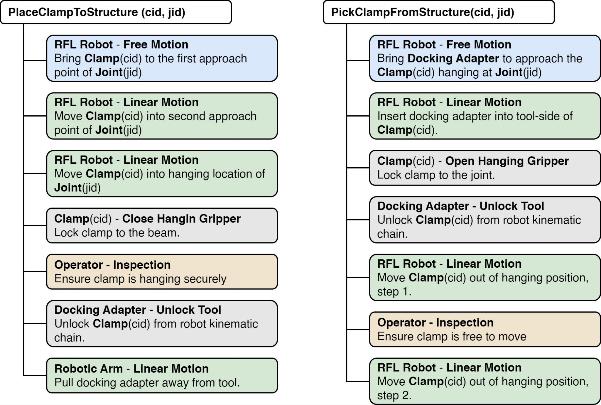 PlaceClampToStructure (cid, jid)
RFL Robot - Free Motion
Bring Clamp(cid) to the first approach
point of Joint(jid)
RFL Robot - Linear Motion
Move Clamp(cid) into second approach
point of Joint(jid)
RFL Robot - Linear Motion
Move Clamp(cid) into hanging location of
Joint(jid)
Clamp(cid) - Close Hangin Gripper
Lock clamp to the beam.
Operator - Inspection
Ensure clamp is hanging securely
Docking Adapter - Unlock Tool
Unlock Clamp(cid) from robot kinematic
chain.
Robotic Arm - Linear Motion
Pull docking adapter away from tool.
PickClampFromStructure(cid, jid)
RFL Robot - Free Motion
Bring Docking Adapter to approach the
Clamp(cid) hanging at Joint(jid)
RFL Robot - Linear Motion
Insert docking adapter into tool-side of
Clamp(cid).
Clamp(cid) - Open Hanging Gripper
Lock clamp to the joint.
Docking Adapter - Unlock Tool
Unlock Clamp(cid) from robot kinematic
chain.
RFL Robot - Linear Motion
Move Clamp(cid) out of hanging position,
step 1.
Operator - Inspection
Ensure clamp is free to move
RFL Robot - Linear Motion
Move Clamp(cid) out of hanging position,
step 2.